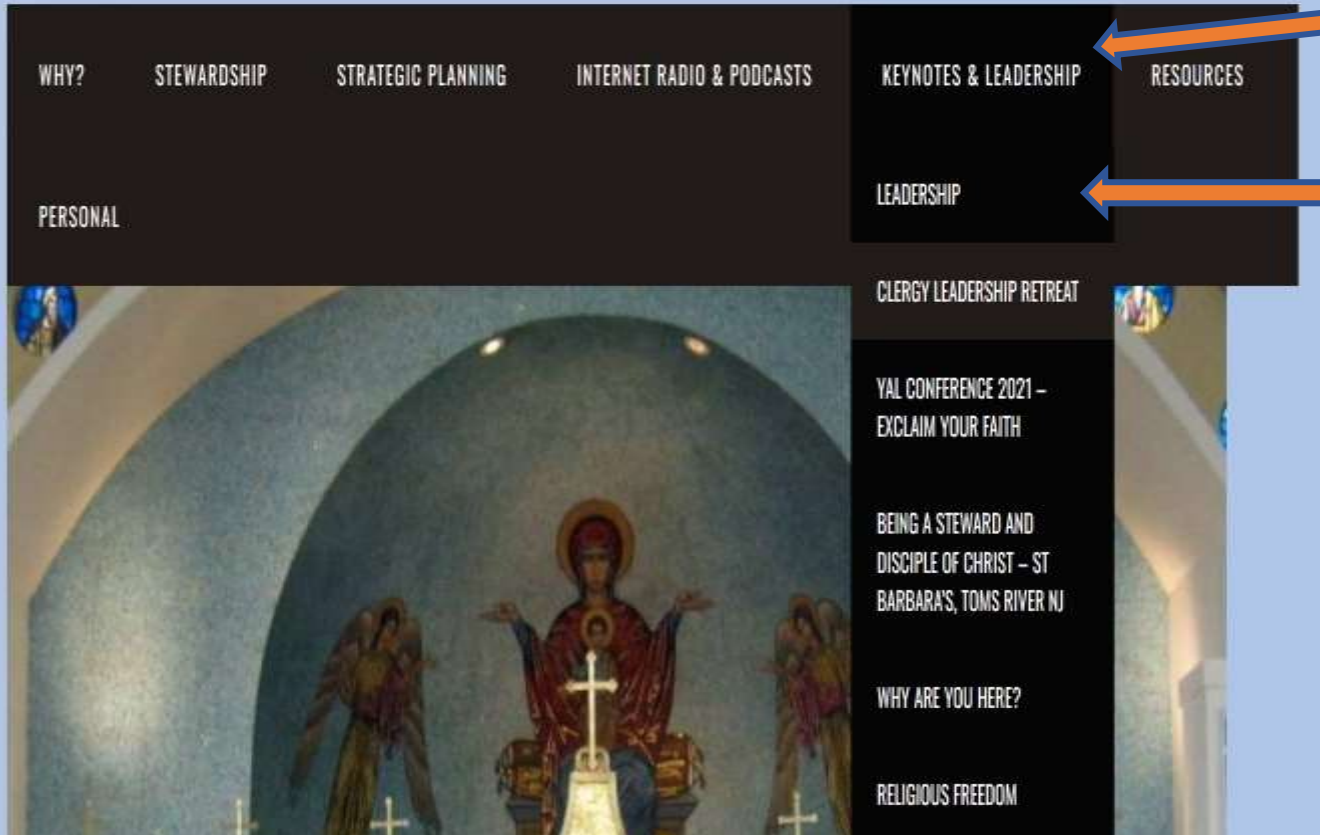 WHY?
STEWARDSHIP
STRATEGIC PLANNING
INTERNET RADIO & PODCASTS
KEYNOTES & LEADERSHIP
RESOURCES
PERSONAL
LEADERSHIP
CLERGY LEADERSHIP RETREAT
YAL CONFERENCE 2021 –
EXCLAIM YOUR FAITH
BEING A STEWARD AND
DISCIPLE OF CHRIST – ST
BARBARA'S, TOMS RIVER NJ
WHY ARE YOU HERE?
RELIGIOUS FREEDOM